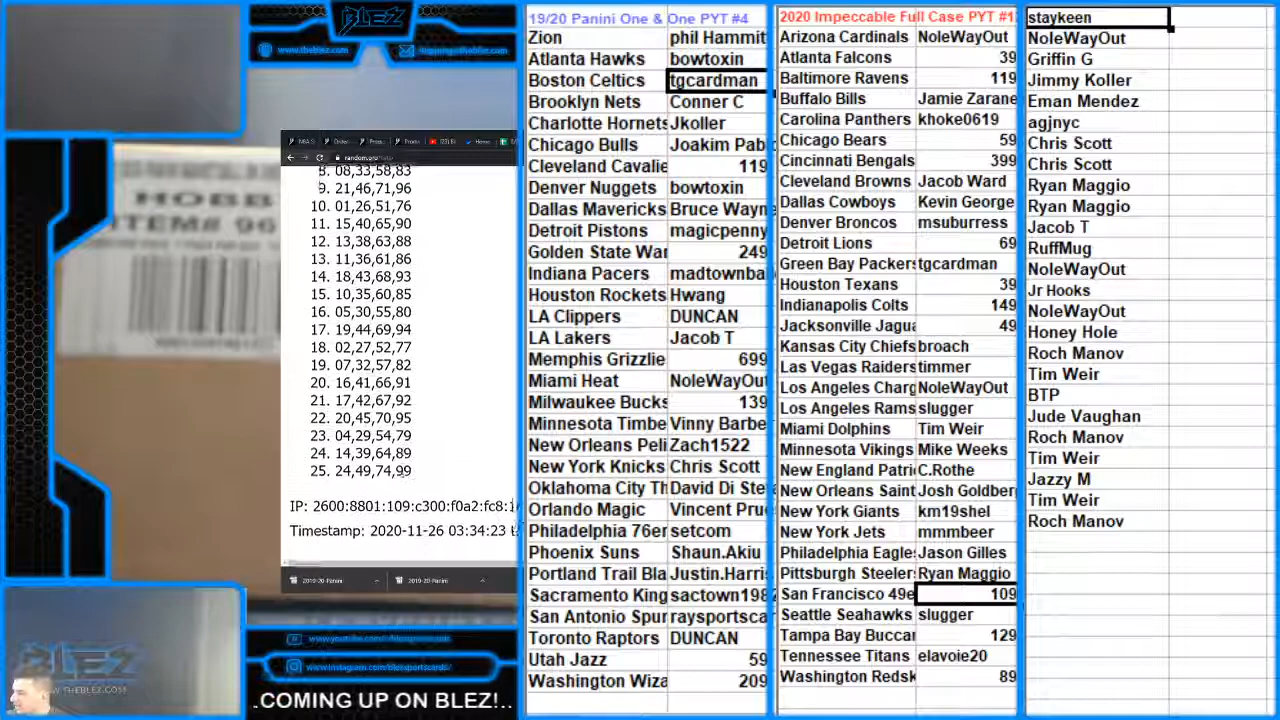 BLEZ
www.theblez.com
HOBB
ITEM# 96
random.org
8. 08,33,58,83
9. 21,46,71,96
10. 01,26,51,76
11. 15,40,65,90
12. 13,38,63,88
13. 11,36,61,86
14. 18,43,68,93
15. 10,35,60,85
16. 05,30,55,80
17. 19,44,69,94
18. 02,27,52,77
19. 07,32,57,82
20. 16,41,66,91
21. 17,42,67,92
22. 20,45,70,95
23. 04,29,54,79
24. 14,39,64,89
25. 24,49,74,99
IP: 2600:8801:109:c300:f0a2:fc8:1
Timestamp: 2020-11-26 03:34:23
2019-20-Panini
2019-20-Panini
www.youtube.com/
www.instagram.com/blezsportscards/
BLEZ
W THEBLEZ.COM
.COMING UP ON BLEZ!..
19/20 Panini One & One PYT #4
Zion phil Hammit
Atlanta Hawks bowtoxin
Boston Celtics tgcardman
Brooklyn Nets Conner C
Charlotte Hornets Jkoller
Chicago Bulls Joakim Pabl
Cleveland Cavalie 119
Denver Nuggets bowtoxin
Dallas Mavericks Bruce Wayn
Detroit Pistons magicpenny
Golden State War 249
Indiana Pacers madtownba
Houston Rockets Hwang
LA Clippers DUNCAN
LA Lakers Jacob T
Memphis Grizzlie 699
Miami Heat NoleWayOut
Milwaukee Bucks 139
Minnesota Timbe Vinny Barbe
New Orleans Peli Zach1522
New York Knicks Chris Scott
Oklahoma City Th David Di Ste
Orlando Magic Vincent Pru
Philadelphia 76er setcom
Phoenix Suns Shaun.Akiu
Portland Trail Bla Justin.Harris
Sacramento King sactown1982
San Antonio Spur raysportsca
Toronto Raptors DUNCAN
Utah Jazz 59
Washington Wiza 209
2020 Impeccable Full Case PYT #1
Arizona Cardinals NoleWayOut
Atlanta Falcons 39
Baltimore Ravens 119
Buffalo Bills Jamie Zarane
Carolina Panthers khoke0619
Chicago Bears 59
Cincinnati Bengals 399
Cleveland Browns Jacob Ward
Dallas Cowboys Kevin George
Denver Broncos msuburress
Detroit Lions 69
Green Bay Packers tgcardman
Houston Texans 39
Indianapolis Colts 149
Jacksonville Jagua 49
Kansas City Chiefs broach
Las Vegas Raiders timmer
Los Angeles Charg NoleWayOut
Los Angeles Rams slugger
Miami Dolphins Tim Weir
Minnesota Vikings Mike Weeks
New England Patri C.Rothe
New Orleans Saint Josh Goldber
New York Giants km19shel
New York Jets mmmbeer
Philadelphia Eagle Jason Gilles
Pittsburgh Steelers Ryan Maggio
San Francisco 49e 109
Seattle Seahawks slugger
Tampa Bay Buccar 129
Tennessee Titans elavoie20
Washington Redsk 89
staykeen
NoleWayOut
Griffin G
Jimmy Koller
Eman Mendez
agjnyc
Chris Scott
Chris Scott
Ryan Maggio
Ryan Maggio
Jacob T
RuffMug
NoleWayOut
Jr Hooks
NoleWayOut
Honey Hole
Roch Manov
Tim Weir
BTP
Jude Vaughan
Roch Manov
Tim Weir
Jazzy M
Tim Weir
Roch Manov